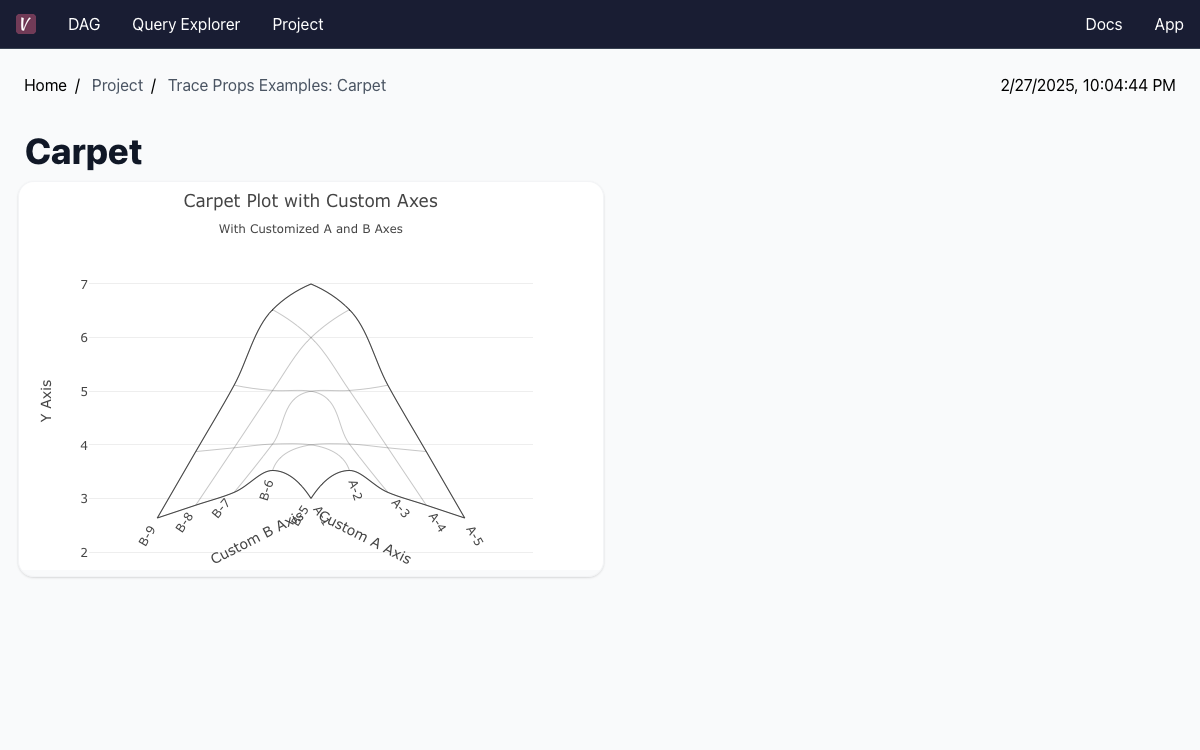 V DAG Query Explorer Project Docs App
Home / Project / Trace Props Examples: Carpet 2/27/2025, 10:04:44 PM
Carpet
Carpet Plot with Custom Axes
With Customized A and B Axes
7
6
5
4
3
2
Y Axis
B-9
B-8
B-7
B-6
B-5
A-2
A-3
A-4
A-5
Custom B Axis
Custom A Axis